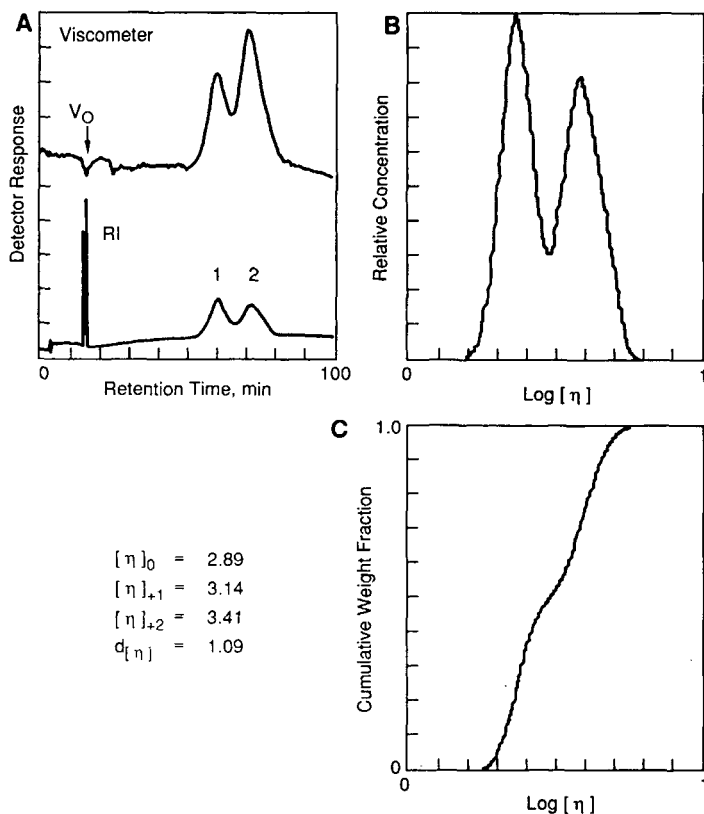 A
Viscometer
V_O
RI
1 2
Detector Response
0 100
Retention Time, min
B
Relative Concentration
0 1
Log [ η ]
C
1.0
Cumulative Weight Fraction
0
0 1
Log [ η ]
[ η ]₀ = 2.89
[ η ]₊₁ = 3.14
[ η ]₊₂ = 3.41
d[ η ] = 1.09